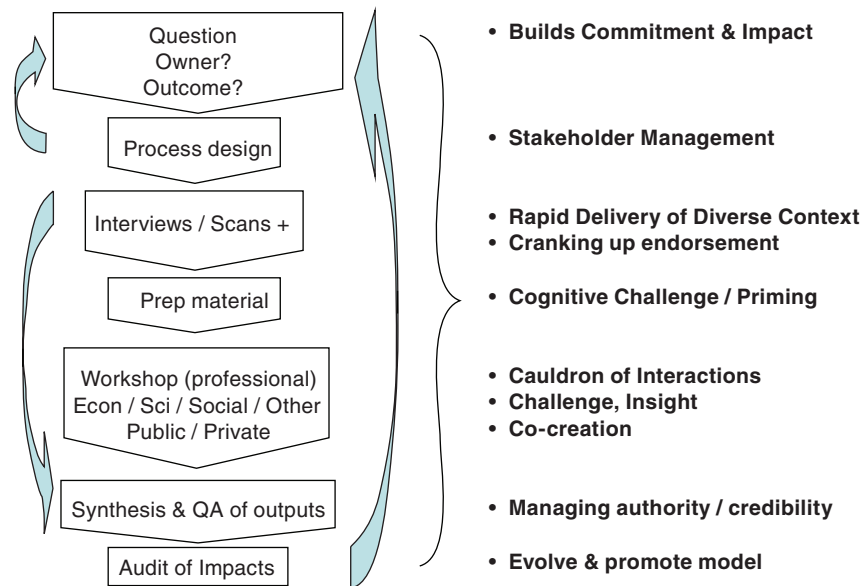 Question
Owner?
Outcome?
Process design
Interviews / Scans +
Prep material
Workshop (professional)
Econ / Sci / Social / Other
Public / Private
Synthesis & QA of outputs
Audit of Impacts
• Builds Commitment & Impact
• Stakeholder Management
• Rapid Delivery of Diverse Context
• Cranking up endorsement
• Cognitive Challenge / Priming
• Cauldron of Interactions
• Challenge, Insight
• Co-creation
• Managing authority / credibility
• Evolve & promote model